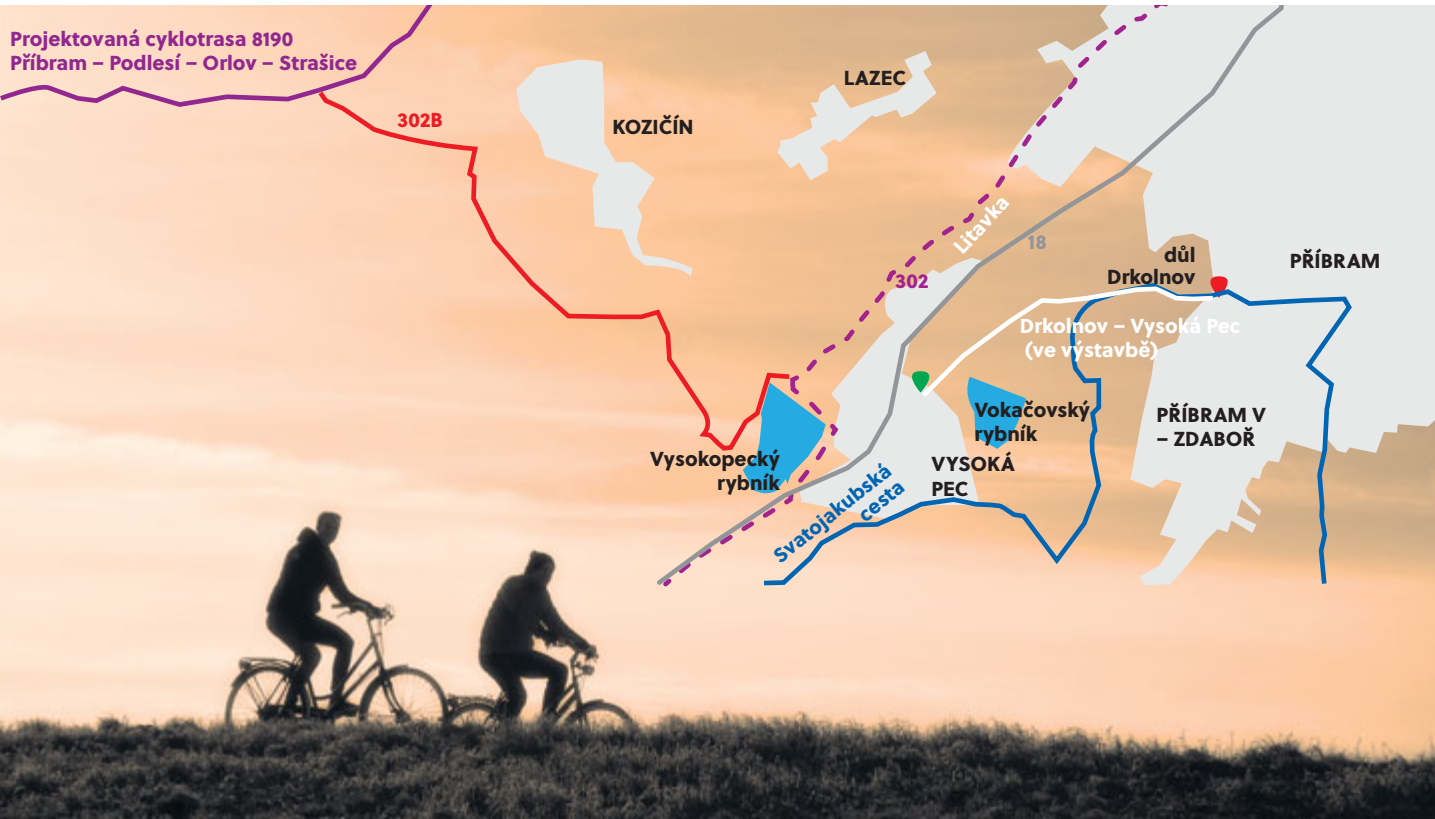 Projektovaná cyklotrasa 8190
Příbram – Podlesí – Orlov – Strašice
302B
KOZIČÍN
LAZEC
Litavka
18
302
důl
Drkolnov
PŘÍBRAM
Drkolnov – Vysoká Pec
(ve výstavbě)
Vokačovský
rybník
PŘÍBRAM V
– ZDABOŘ
Vysokopecký
rybník
VYSOKÁ
PEC
Svatojakubská
cesta